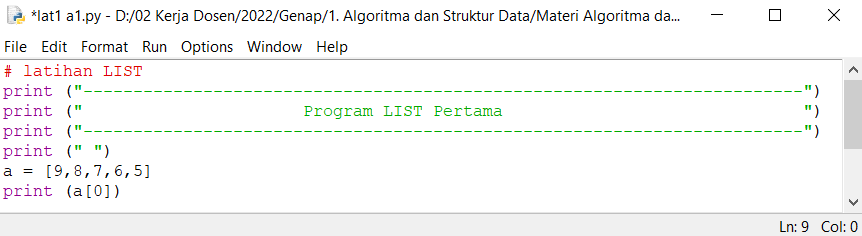 *lat1 a1.py - D:/02 Kerja Dosen/2022/Genap/1. Algoritma dan Struktur Data/Materi Algoritma da...
File Edit Format Run Options Window Help
# latihan LIST
print ("------------------------------------------------------------------------")
print ("                      Program LIST Pertama                              ")
print ("------------------------------------------------------------------------")
print (" ")
a = [9,8,7,6,5]
print (a[0])
Ln: 9 Col: 0